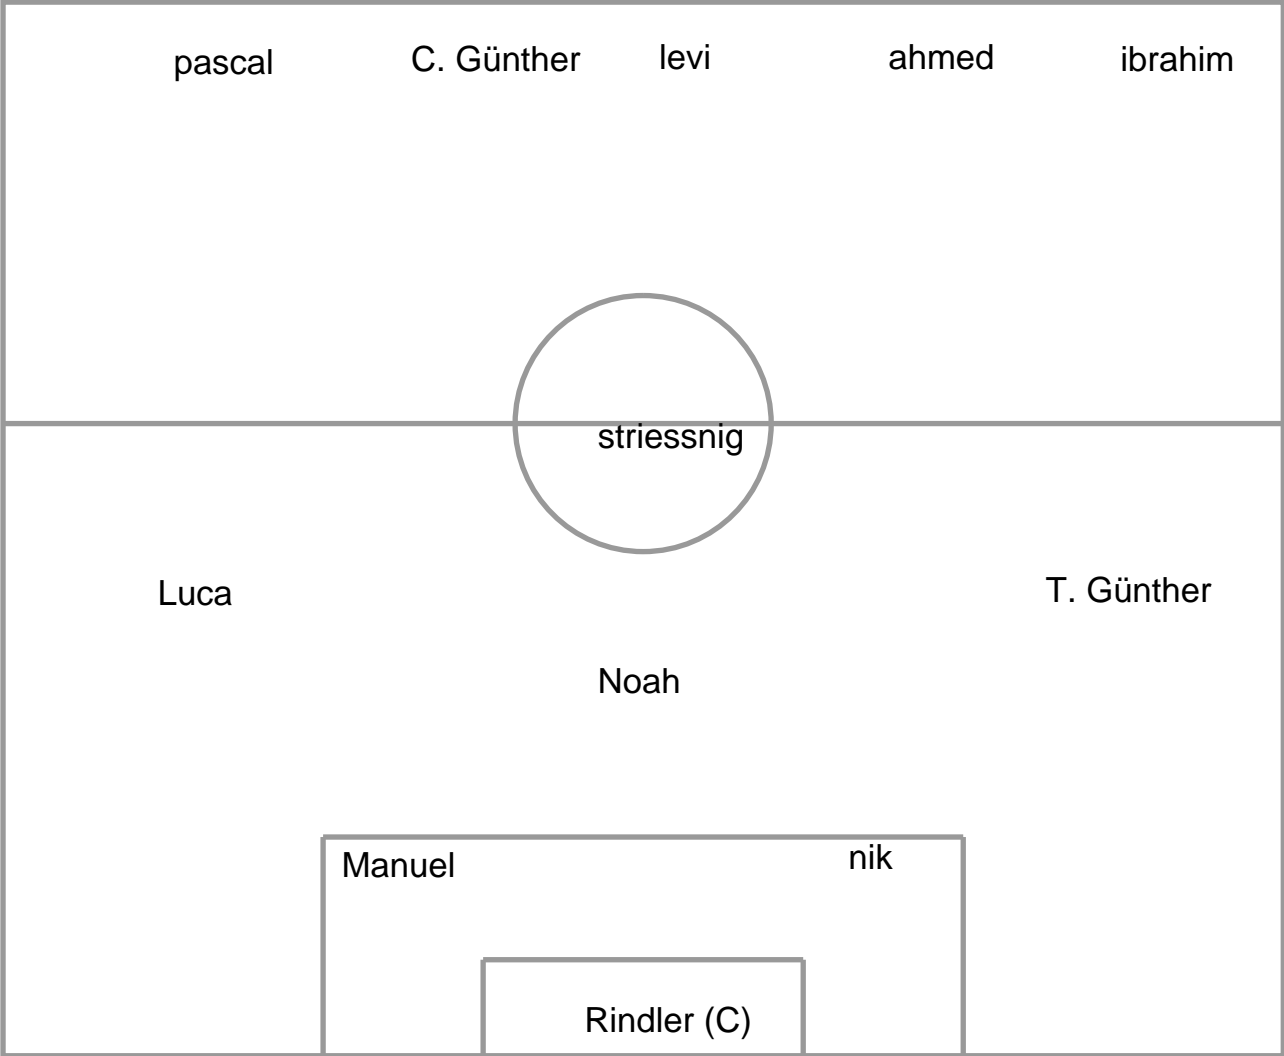 pascal
C. Günther
levi
ahmed
ibrahim
striessnig
Luca
T. Günther
Noah
Manuel
nik
Rindler (C)